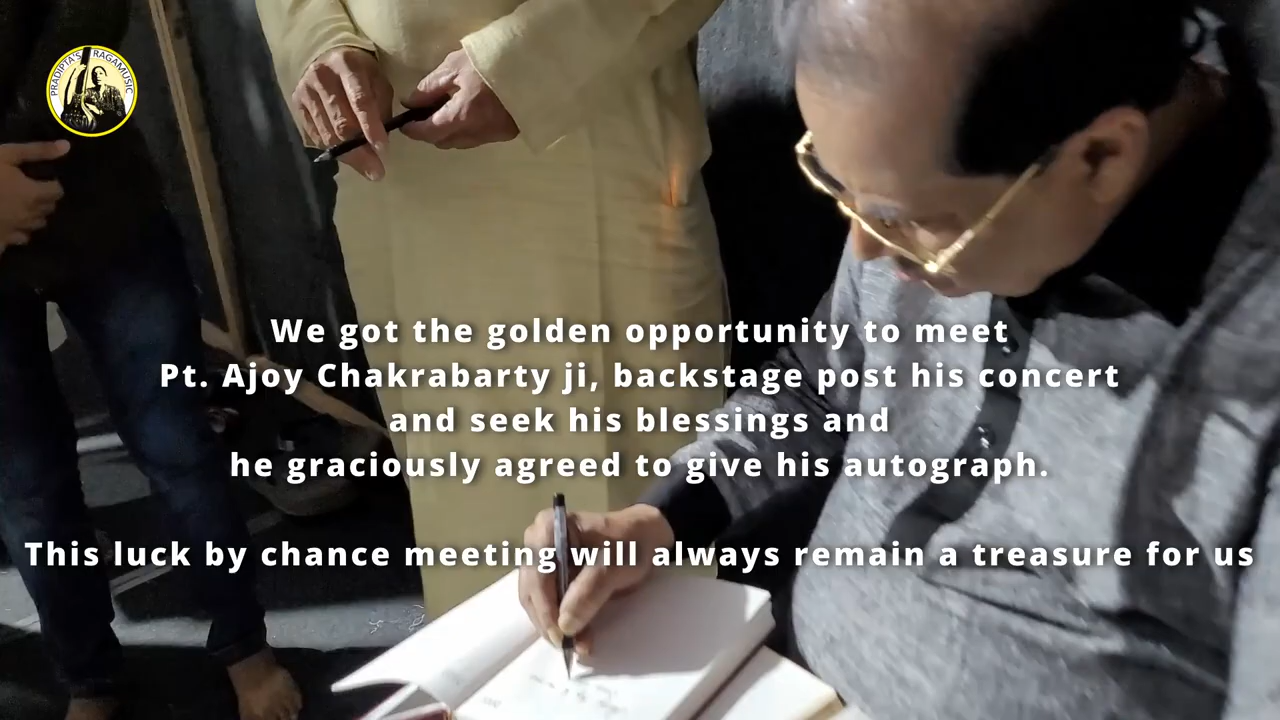 PRADIPTA'S RAGAMUSIC
We got the golden opportunity to meet
Pt. Ajoy Chakrabarty ji, backstage post his concert
and seek his blessings and
he graciously agreed to give his autograph.
This luck by chance meeting will always remain a treasure for us